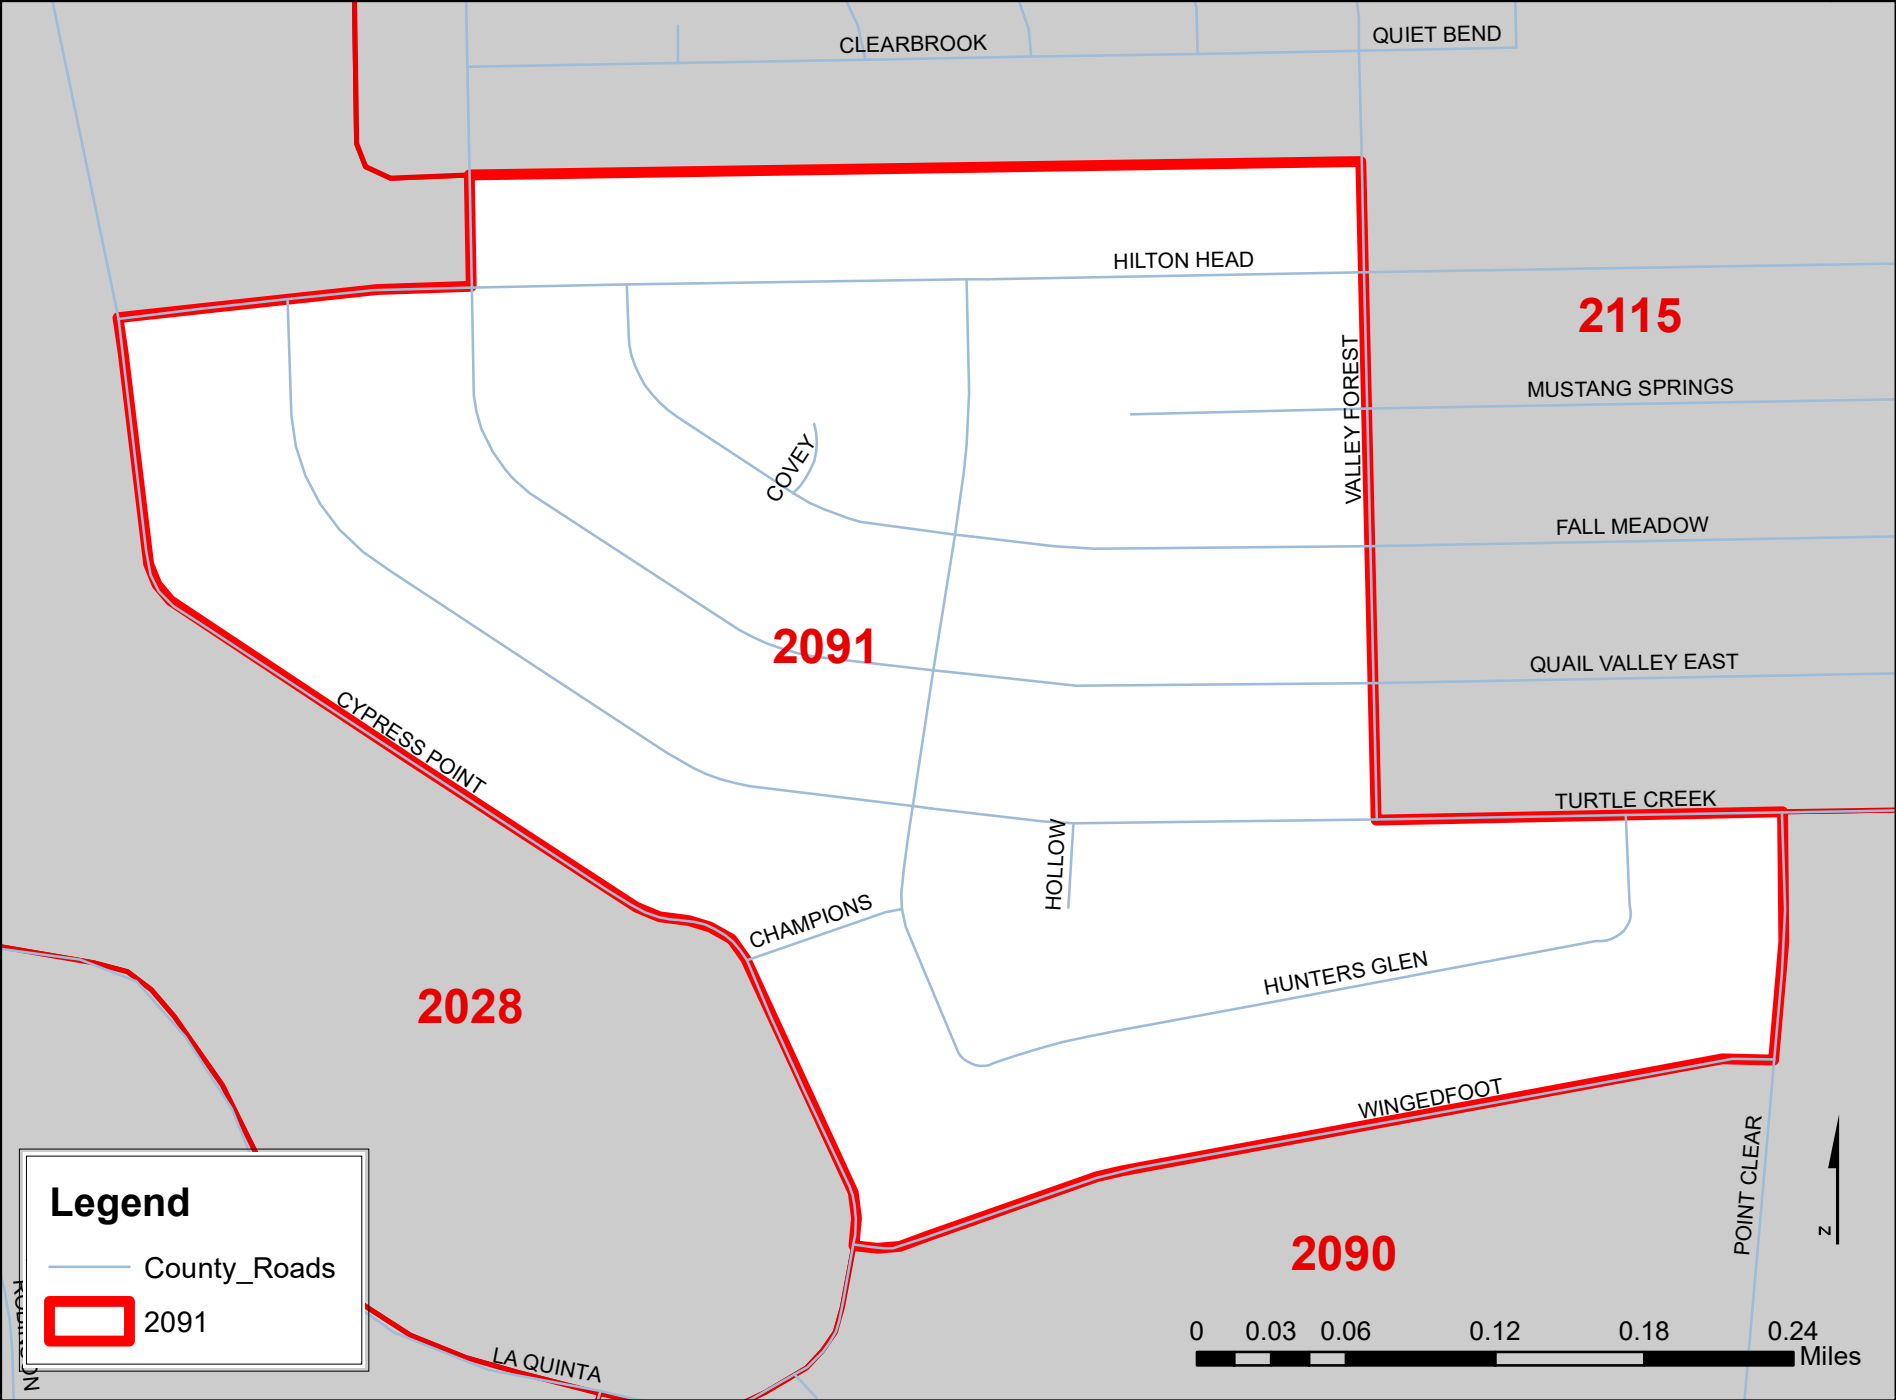 QUIET BEND
CLEARBROOK
HILTON HEAD
2115
VALLEY FOREST
MUSTANG SPRINGS
COVEY
FALL MEADOW
2091
QUAIL VALLEY EAST
CYPRESS POINT
TURTLE CREEK
HOLLOW
CHAMPIONS
HUNTERS GLEN
2028
WINGEDFOOT
POINT CLEAR
Legend
County_Roads
2091
2090
N
0 0.03 0.06 0.12 0.18 0.24
Miles
LA QUINTA